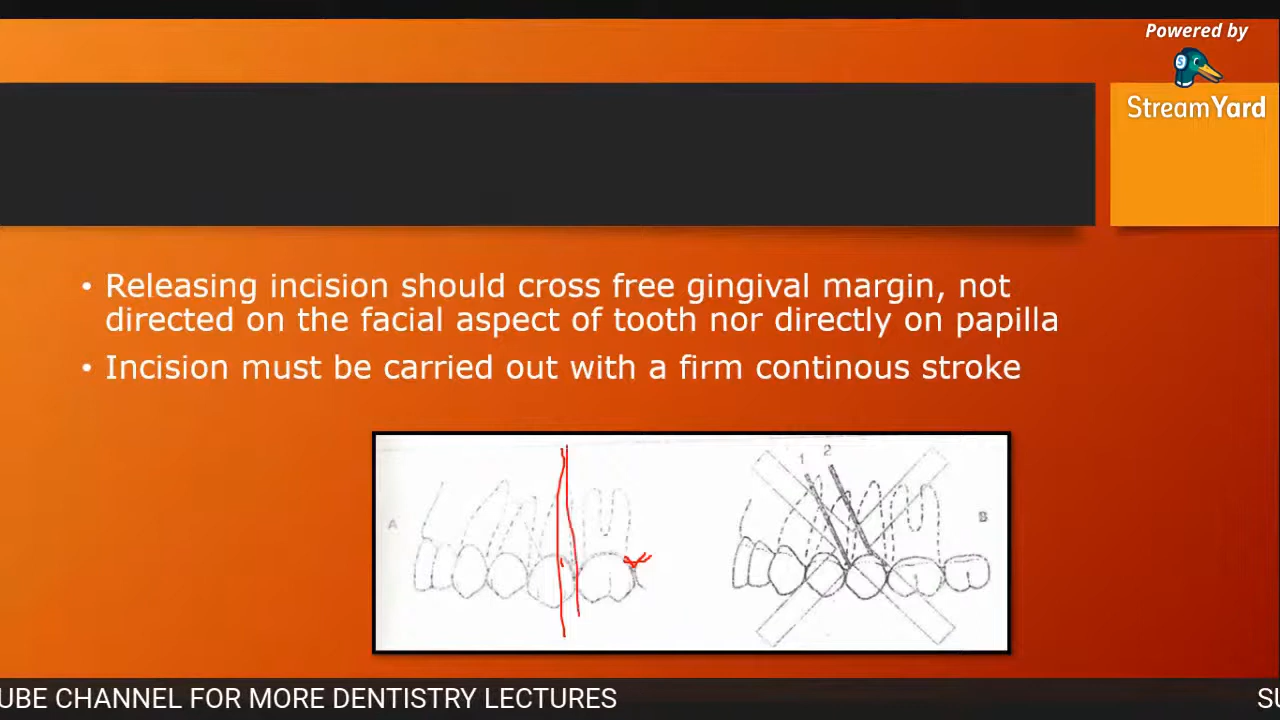 Powered by
StreamYard
• Releasing incision should cross free gingival margin, not
directed on the facial aspect of tooth nor directly on papilla
• Incision must be carried out with a firm continous stroke
A
1
2
B
UBE CHANNEL FOR MORE DENTISTRY LECTURES
SU